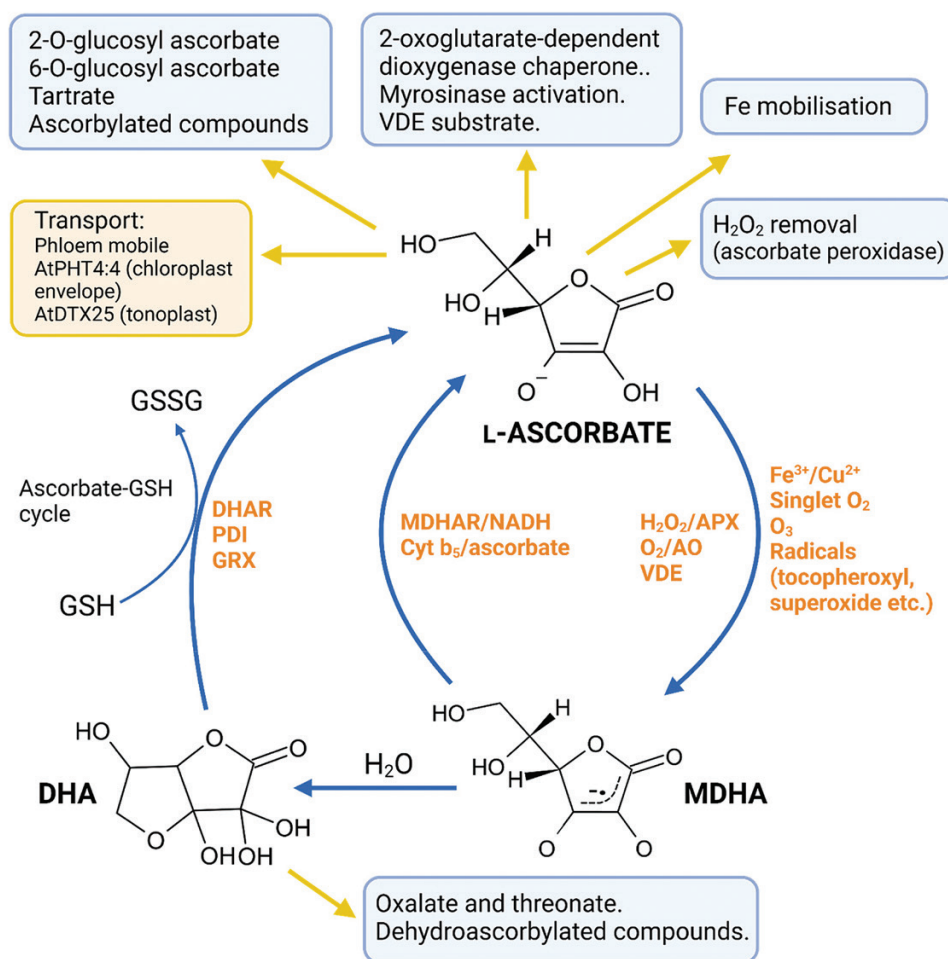 2-O-glucosyl ascorbate
6-O-glucosyl ascorbate
Tartrate
Ascorbylated compounds
2-oxoglutarate-dependent
dioxygenase chaperone..
Myrosinase activation.
VDE substrate.
Fe mobilisation
Transport:
Phloem mobile
AtPHT4:4 (chloroplast
envelope)
AtDTX25 (tonoplast)
H₂O₂ removal
(ascorbate peroxidase)
HO
H
HO
H
O
O
O⁻
OH
L-ASCORBATE
GSSG
Ascorbate-GSH
cycle
GSH
DHAR
PDI
GRX
MDHAR/NADH
Cyt b₅/ascorbate
H₂O₂/APX
O₂/AO
VDE
Fe³⁺/Cu²⁺
Singlet O₂
O₃
Radicals
(tocopheroxyl,
superoxide etc.)
HO
O
O
DHA
O
OH
OH
OH
H₂O
HO
H
HO
H
O
O
-•
O
O
MDHA
Oxalate and threonate.
Dehydroascorbylated compounds.